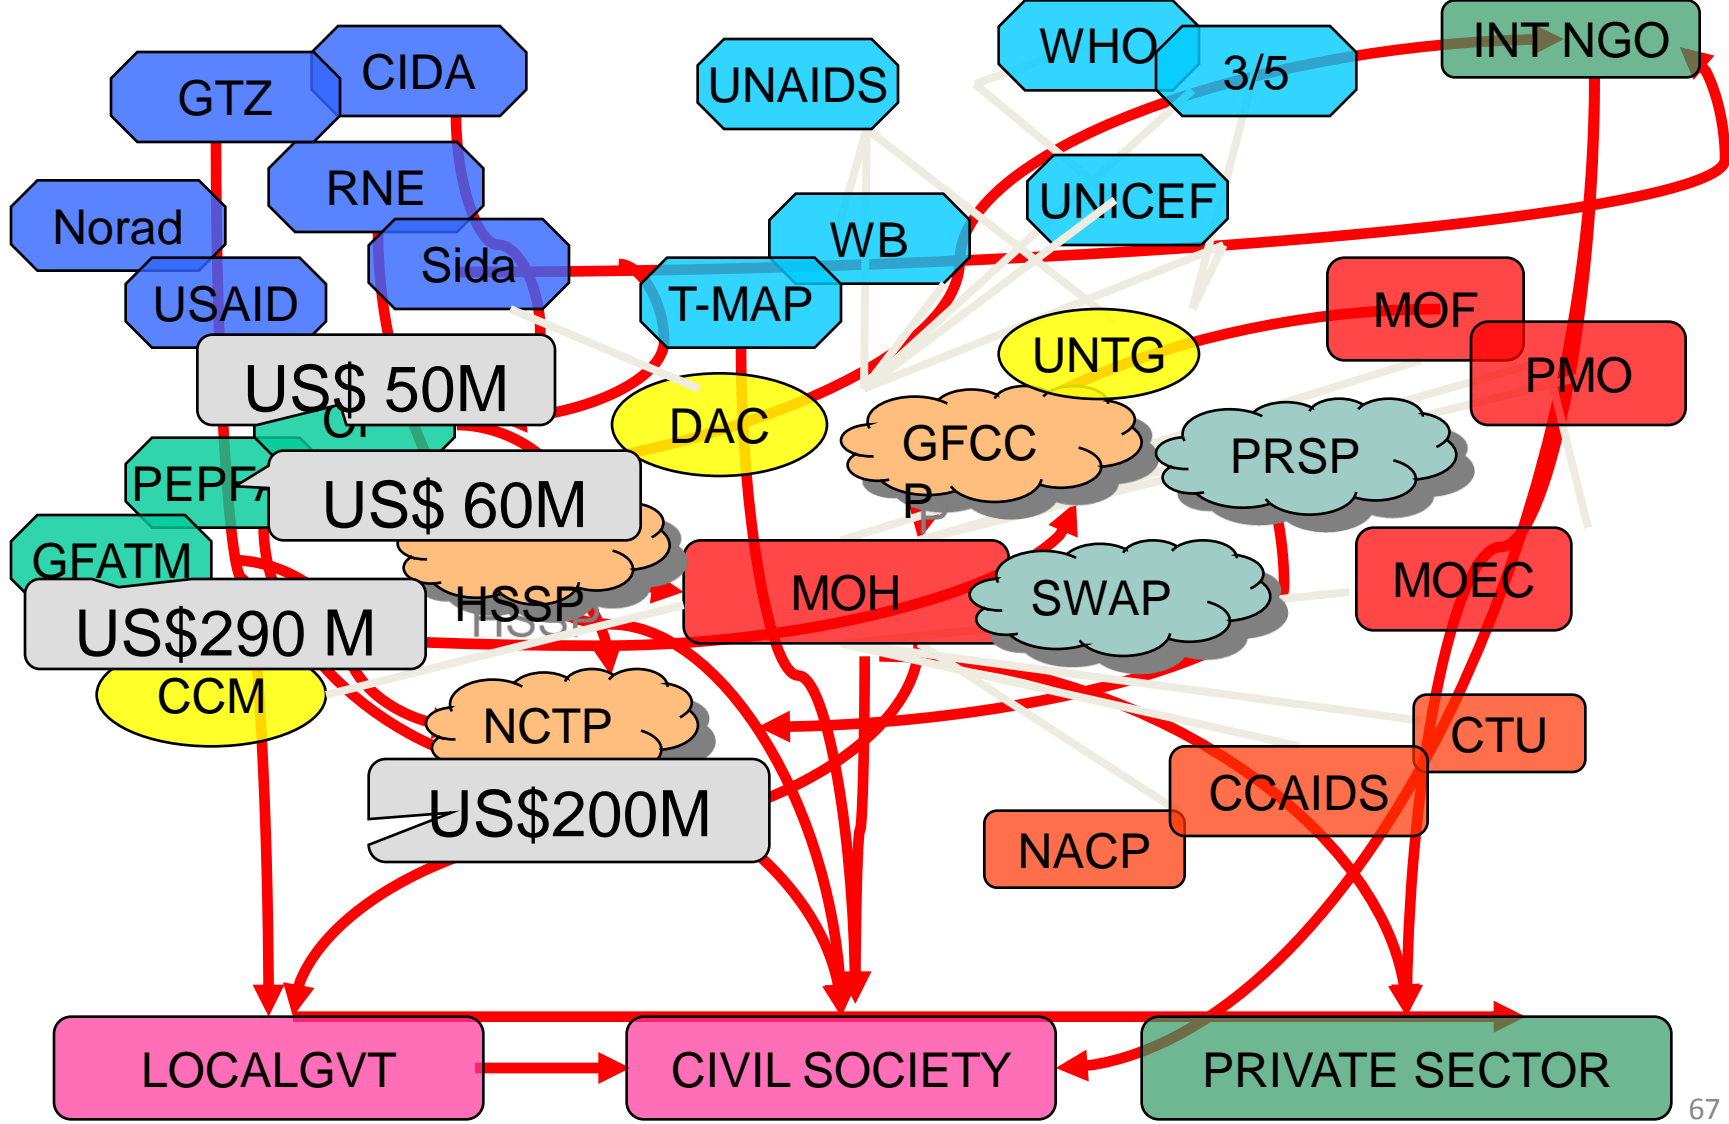 WHO
INT NGO
CIDA
3/5
UNAIDS
GTZ
RNE
UNICEF
Norad
WB
Sida
USAID
T-MAP
MOF
UNTG
PMO
US$ 50M
DAC
GFCC
P
PRSP
PEPFA
US$ 60M
GFATM
HSSP
MOH
SWAP
MOEC
US$290 M
CCM
NCTP
CTU
US$200M
CCAIDS
NACP
LOCALGVT
CIVIL SOCIETY
PRIVATE SECTOR
67